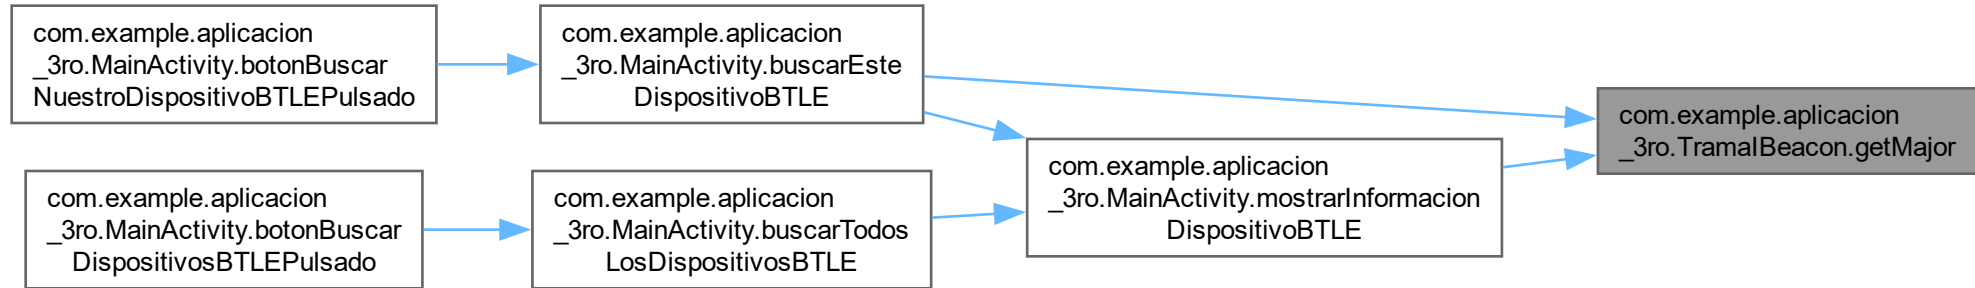 com.example.aplicacion
_3ro.MainActivity.botonBuscar
NuestroDispositivoBTLEPulsado
com.example.aplicacion
_3ro.MainActivity.buscarEste
DispositivoBTLE
com.example.aplicacion
_3ro.TramaIBeacon.getMajor
com.example.aplicacion
_3ro.MainActivity.mostrarInformacion
DispositivoBTLE
com.example.aplicacion
_3ro.MainActivity.botonBuscar
DispositivosBTLEPulsado
com.example.aplicacion
_3ro.MainActivity.buscarTodos
LosDispositivosBTLE